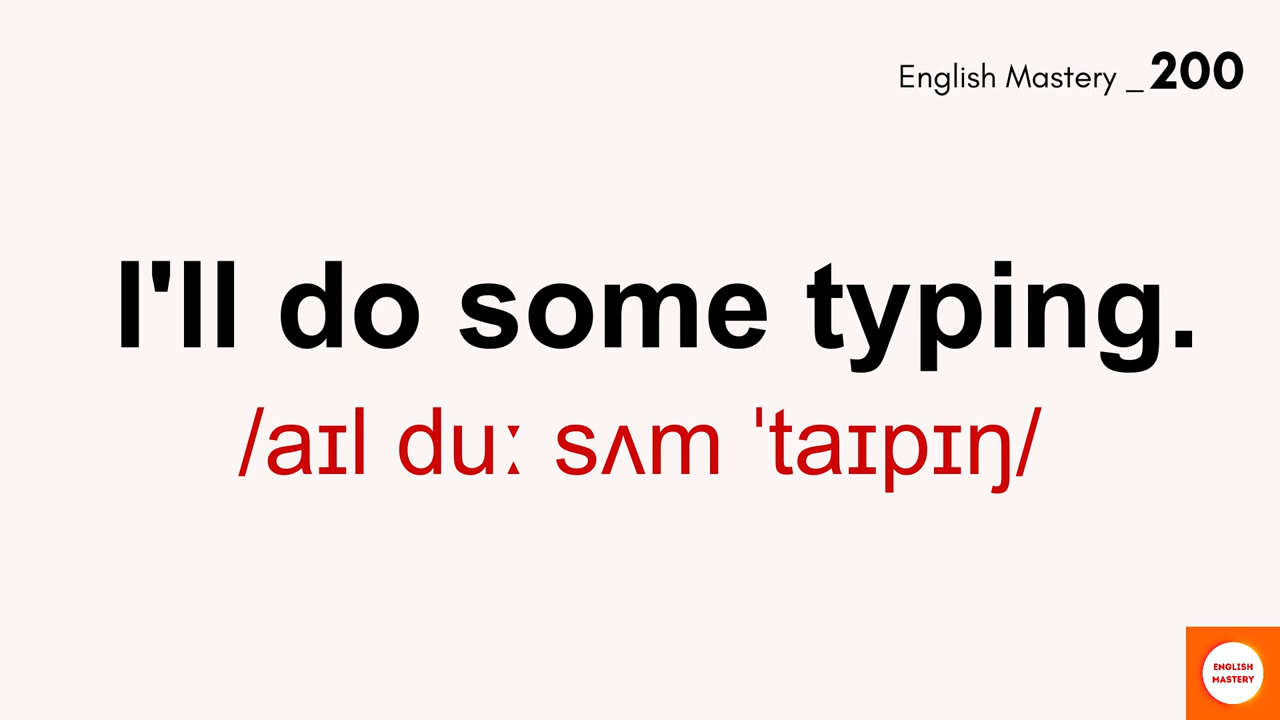 English Mastery _200
I'll do some typing.
/aɪl duː sʌm ˈtaɪpɪŋ/
ENGLISH
MASTERY